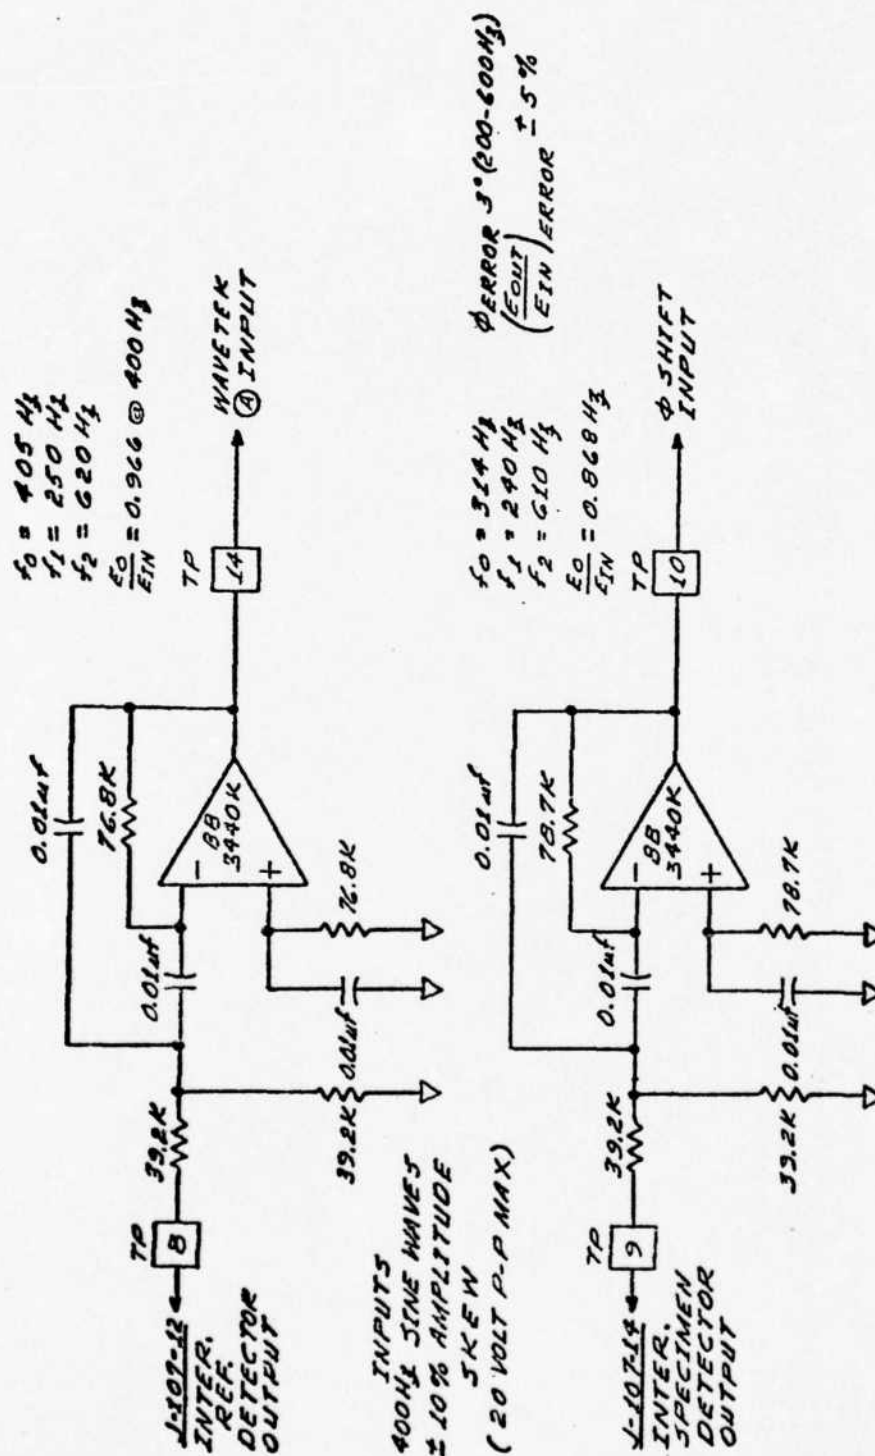 f0 = 405 Hz
f1 = 250 Hz
f2 = 620 Hz
E0/EIN = 0.966 @ 400 Hz
0.01uf
76.8K
TP
8
39.2K
0.01uf
BB
3440K
-
+
TP
14
WAVETEK
Ⓐ INPUT
J-107-12
INTER.
REF.
DETECTOR
OUTPUT
39.2K
0.01uf
76.8K
INPUTS
400Hz SINE WAVES
± 10% AMPLITUDE
SKEW
(20 VOLT P-P MAX)
f0 = 314 Hz
f1 = 240 Hz
f2 = 610 Hz
E0/EIN = 0.868 Hz
ϕ ERROR 3° (200-600Hz)
(EOUT/EIN) ERROR ± 5%
0.01uf
78.7K
TP
9
39.2K
0.01uf
BB
3440K
-
+
TP
10
ϕ SHIFT
INPUT
J-107-14
INTER.
SPECIMEN
DETECTOR
OUTPUT
39.2K
0.01uf
78.7K